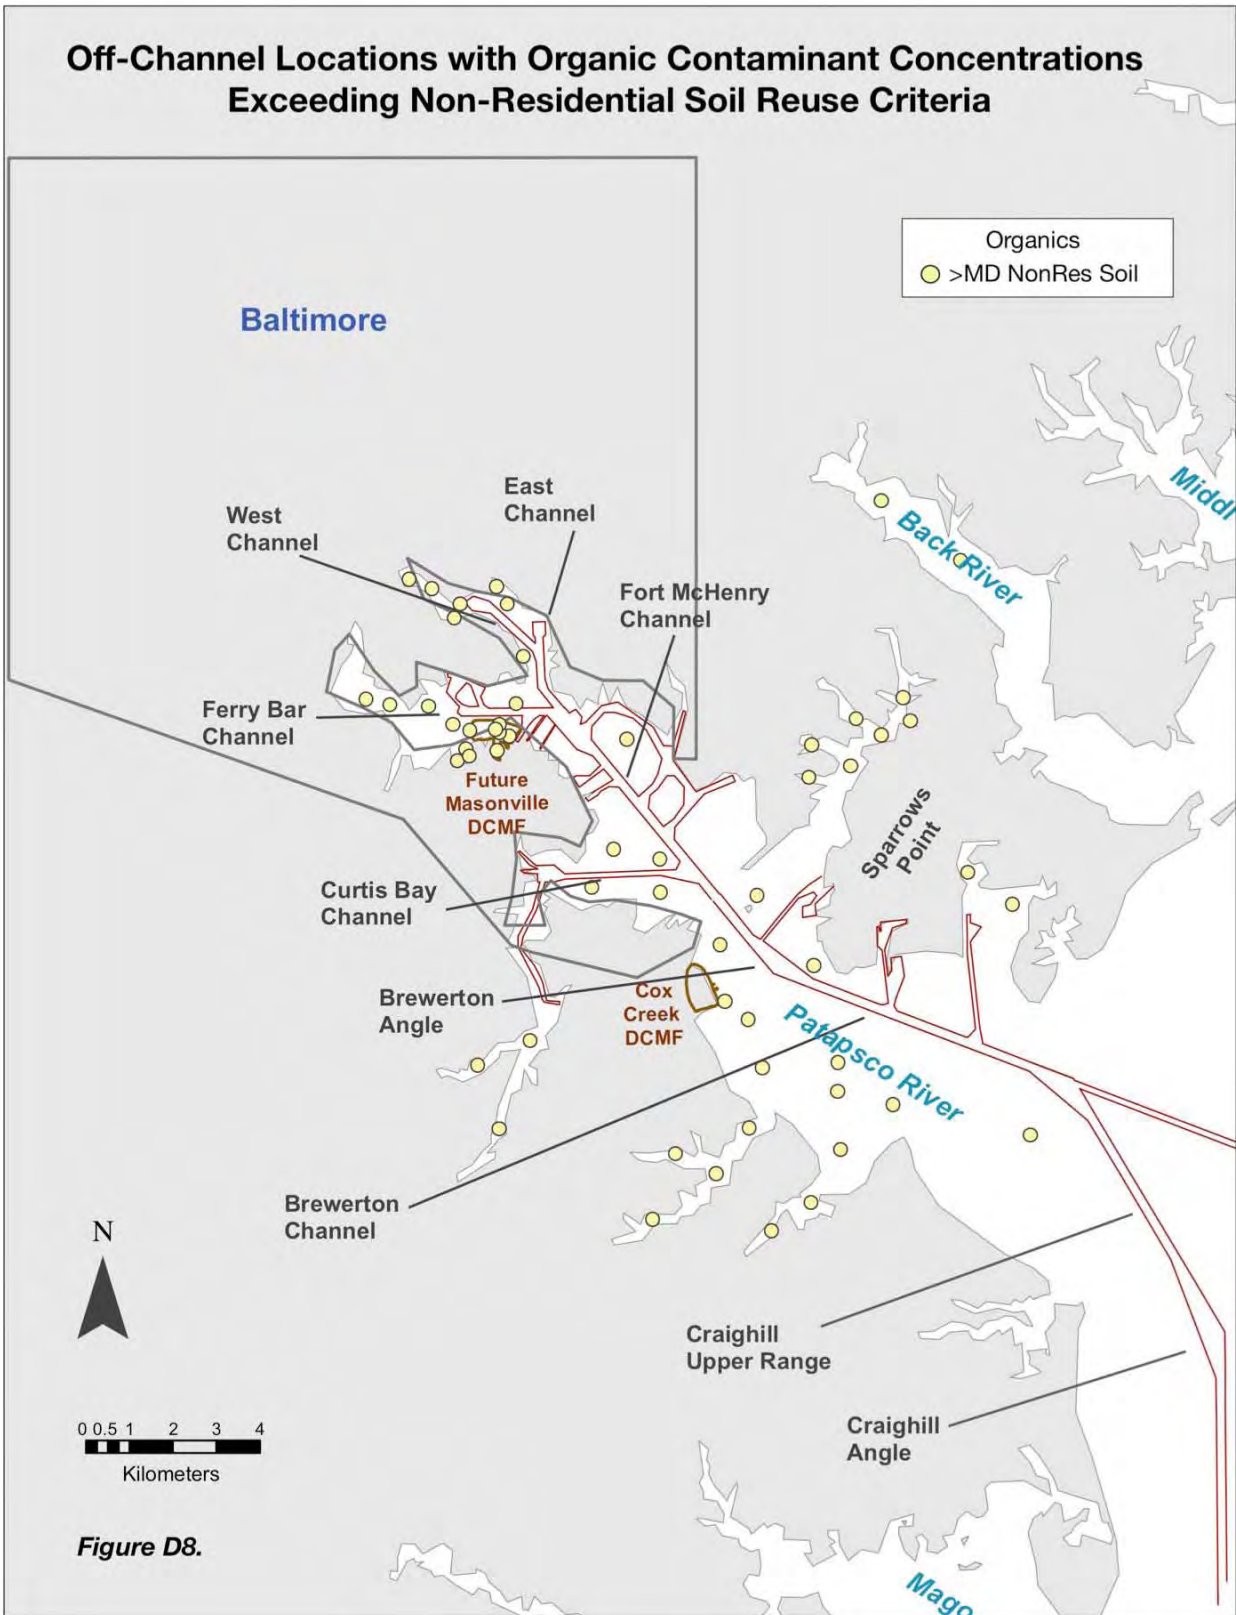 Off-Channel Locations with Organic Contaminant Concentrations
Exceeding Non-Residential Soil Reuse Criteria
Organics
>MD NonRes Soil
Baltimore
Middl
East
Channel
West
Channel
Back River
Fort McHenry
Channel
Ferry Bar
Channel
Future
Masonville
DCMF
Sparrows
Point
Curtis Bay
Channel
Brewerton
Angle
Cox
Creek
DCMF
Patapsco River
Brewerton
Channel
N
Craighill
Upper Range
Craighill
Angle
0 0.5 1 2 3 4
Kilometers
Figure D8.
Mago